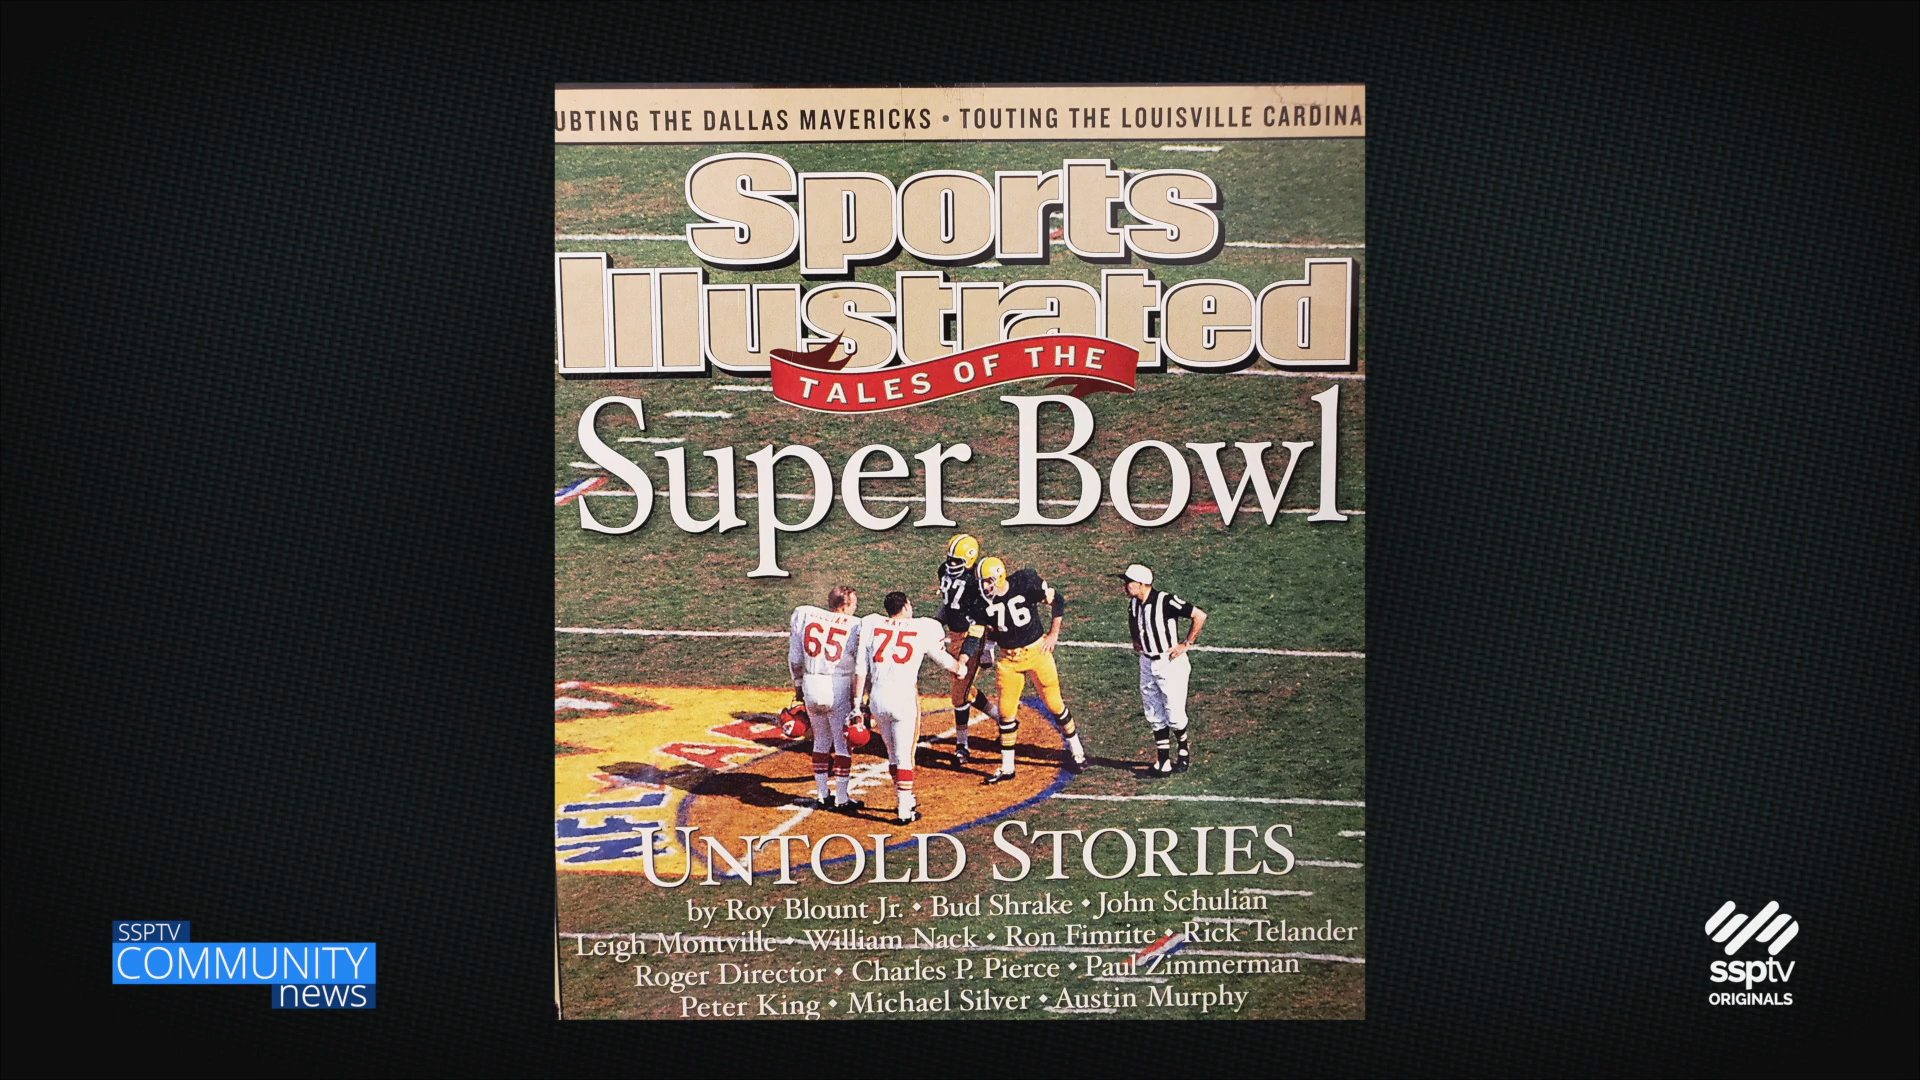 UBTING THE DALLAS MAVERICKS • TOUTING THE LOUISVILLE CARDINA
Sports
Illustrated
TALES OF THE
Super Bowl
87
76
65
75
NFL
UNTOLD STORIES
by Roy Blount Jr. • Bud Shrake • John Schulian
Leigh Montville • William Nack • Ron Fimrite • Rick Telander
Roger Director • Charles P. Pierce • Paul Zimmerman
Peter King • Michael Silver • Austin Murphy
SSPTV
COMMUNITY
news
ssptv
ORIGINALS